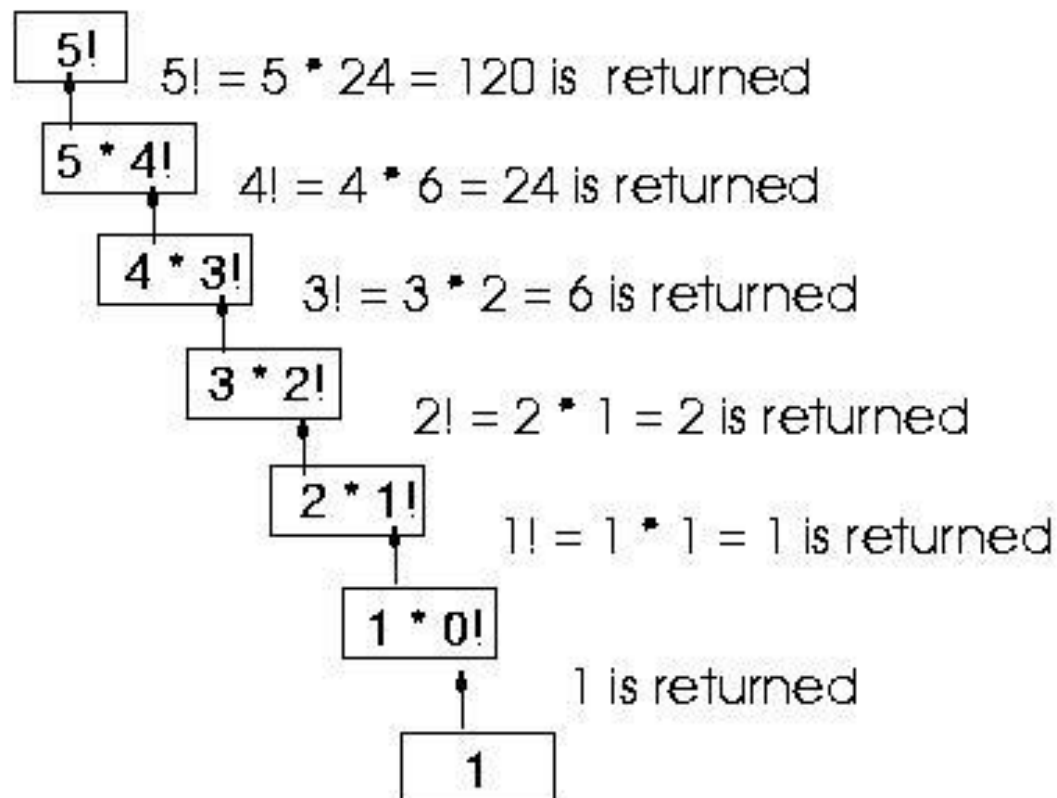 5!
5! = 5 * 24 = 120 is returned
5 * 4!
4! = 4 * 6 = 24 is returned
4 * 3!
3! = 3 * 2 = 6 is returned
3 * 2!
2! = 2 * 1 = 2 is returned
2 * 1!
1! = 1 * 1 = 1 is returned
1 * 0!
1 is returned
1